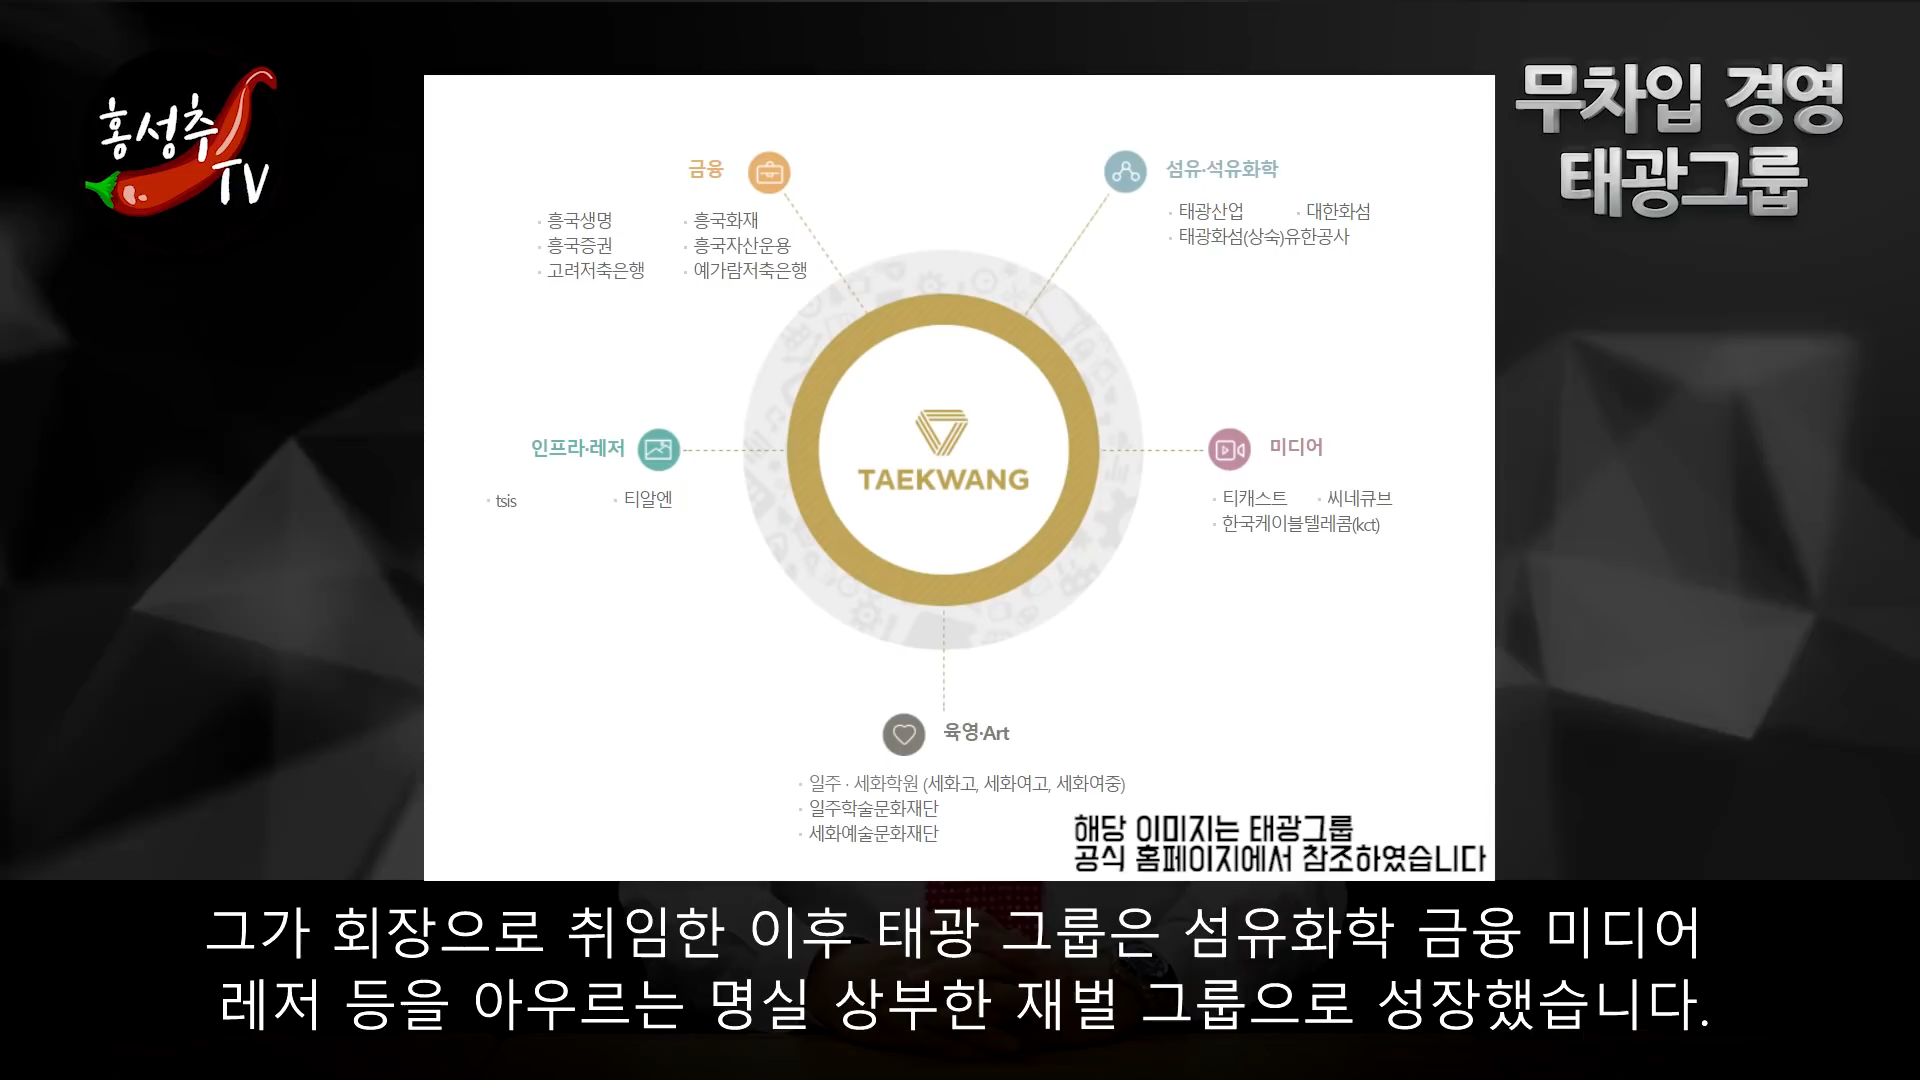 홍성추
TV
무차입 경영
태광그룹
금융
· 흥국생명 · 흥국화재
· 흥국증권 · 흥국자산운용
· 고려저축은행 · 예가람저축은행
섬유·석유화학
· 태광산업 · 대한화섬
· 태광화섬(상숙)유한공사
인프라·레저
· tsis · 티알엔
TAEKWANG
미디어
· 티캐스트 · 씨네큐브
· 한국케이블텔레콤(kct)
육영·Art
· 일주 · 세화학원 (세화고, 세화여고, 세화여중)
· 일주학술문화재단
· 세화예술문화재단
해당 이미지는 태광그룹
공식 홈페이지에서 참조하였습니다
그가 회장으로 취임한 이후 태광 그룹은 섬유화학 금융 미디어
레저 등을 아우르는 명실 상부한 재벌 그룹으로 성장했습니다.